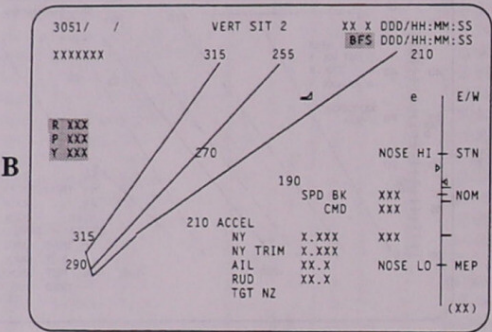 3051/ / VERT SIT 2 XX X DDD/HH:MM:SS
BFS DDD/HH:MM:SS
XXXXXXX 315 255 210
e E/W
R XXX
P XXX
Y XXX
B
270
NOSE HI STN
190
SPD BK XXX NOM
CMD XXX
210 ACCEL
NY X.XXX XXX
NY TRIM X.XXX
AIL XX.X
RUD XX.X
TGT NZ
NOSE LO MEP
315
290
(XX)